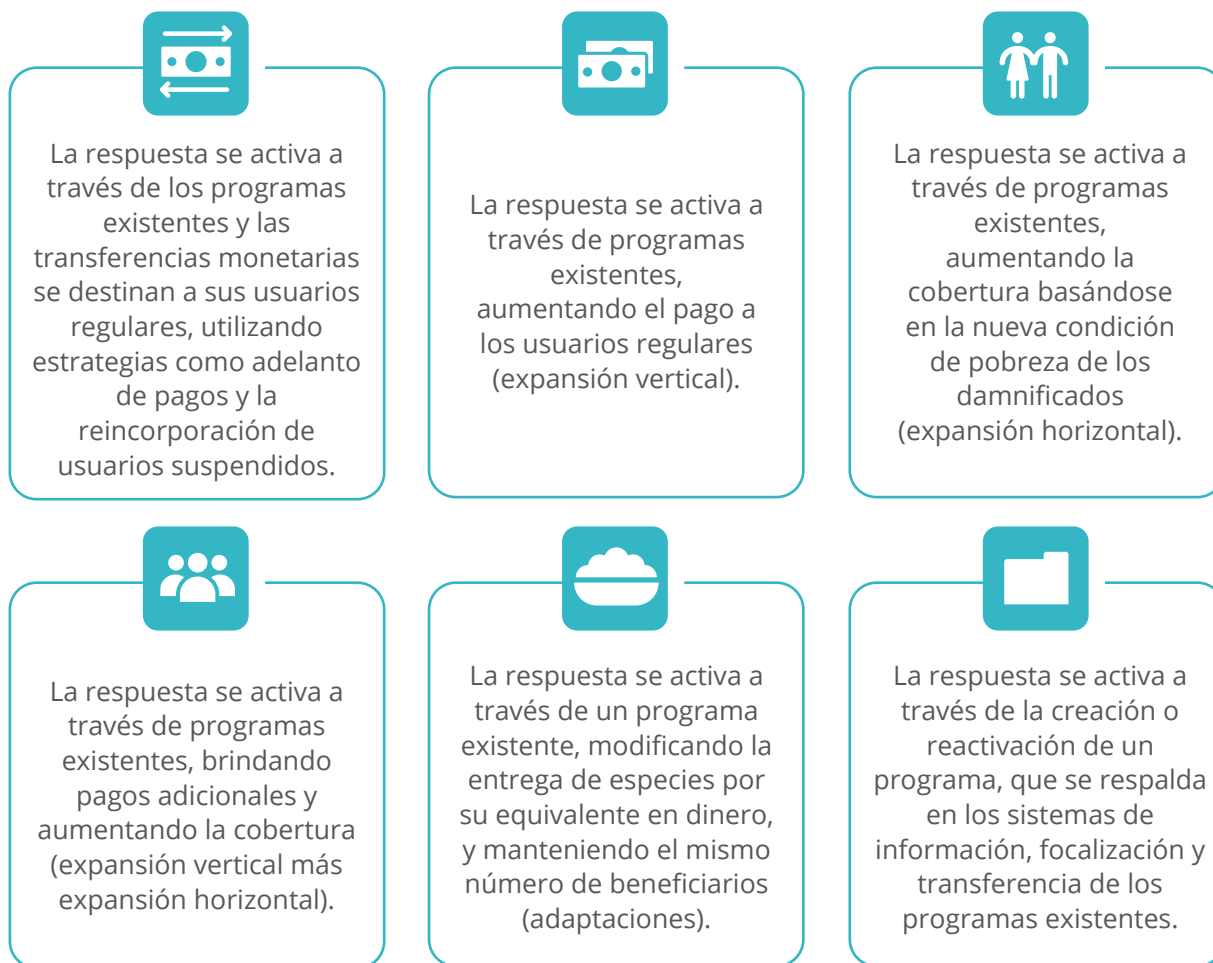 La respuesta se activa a
través de los programas
existentes y las
transferencias monetarias
se destinan a sus usuarios
regulares, utilizando
estrategias como adelanto
de pagos y la
reincorporación de
usuarios suspendidos.
La respuesta se activa a
través de programas
existentes,
aumentando el pago a
los usuarios regulares
(expansión vertical).
La respuesta se activa a
través de programas
existentes,
aumentando la
cobertura basándose
en la nueva condición
de pobreza de los
damnificados
(expansión horizontal).
La respuesta se activa a
través de programas
existentes, brindando
pagos adicionales y
aumentando la cobertura
(expansión vertical más
expansión horizontal).
La respuesta se activa a
través de un programa
existente, modificando la
entrega de especies por
su equivalente en dinero,
y manteniendo el mismo
número de beneficiarios
(adaptaciones).
La respuesta se activa a
través de la creación o
reactivación de un
programa, que se respalda
en los sistemas de
información, focalización y
transferencia de los
programas existentes.